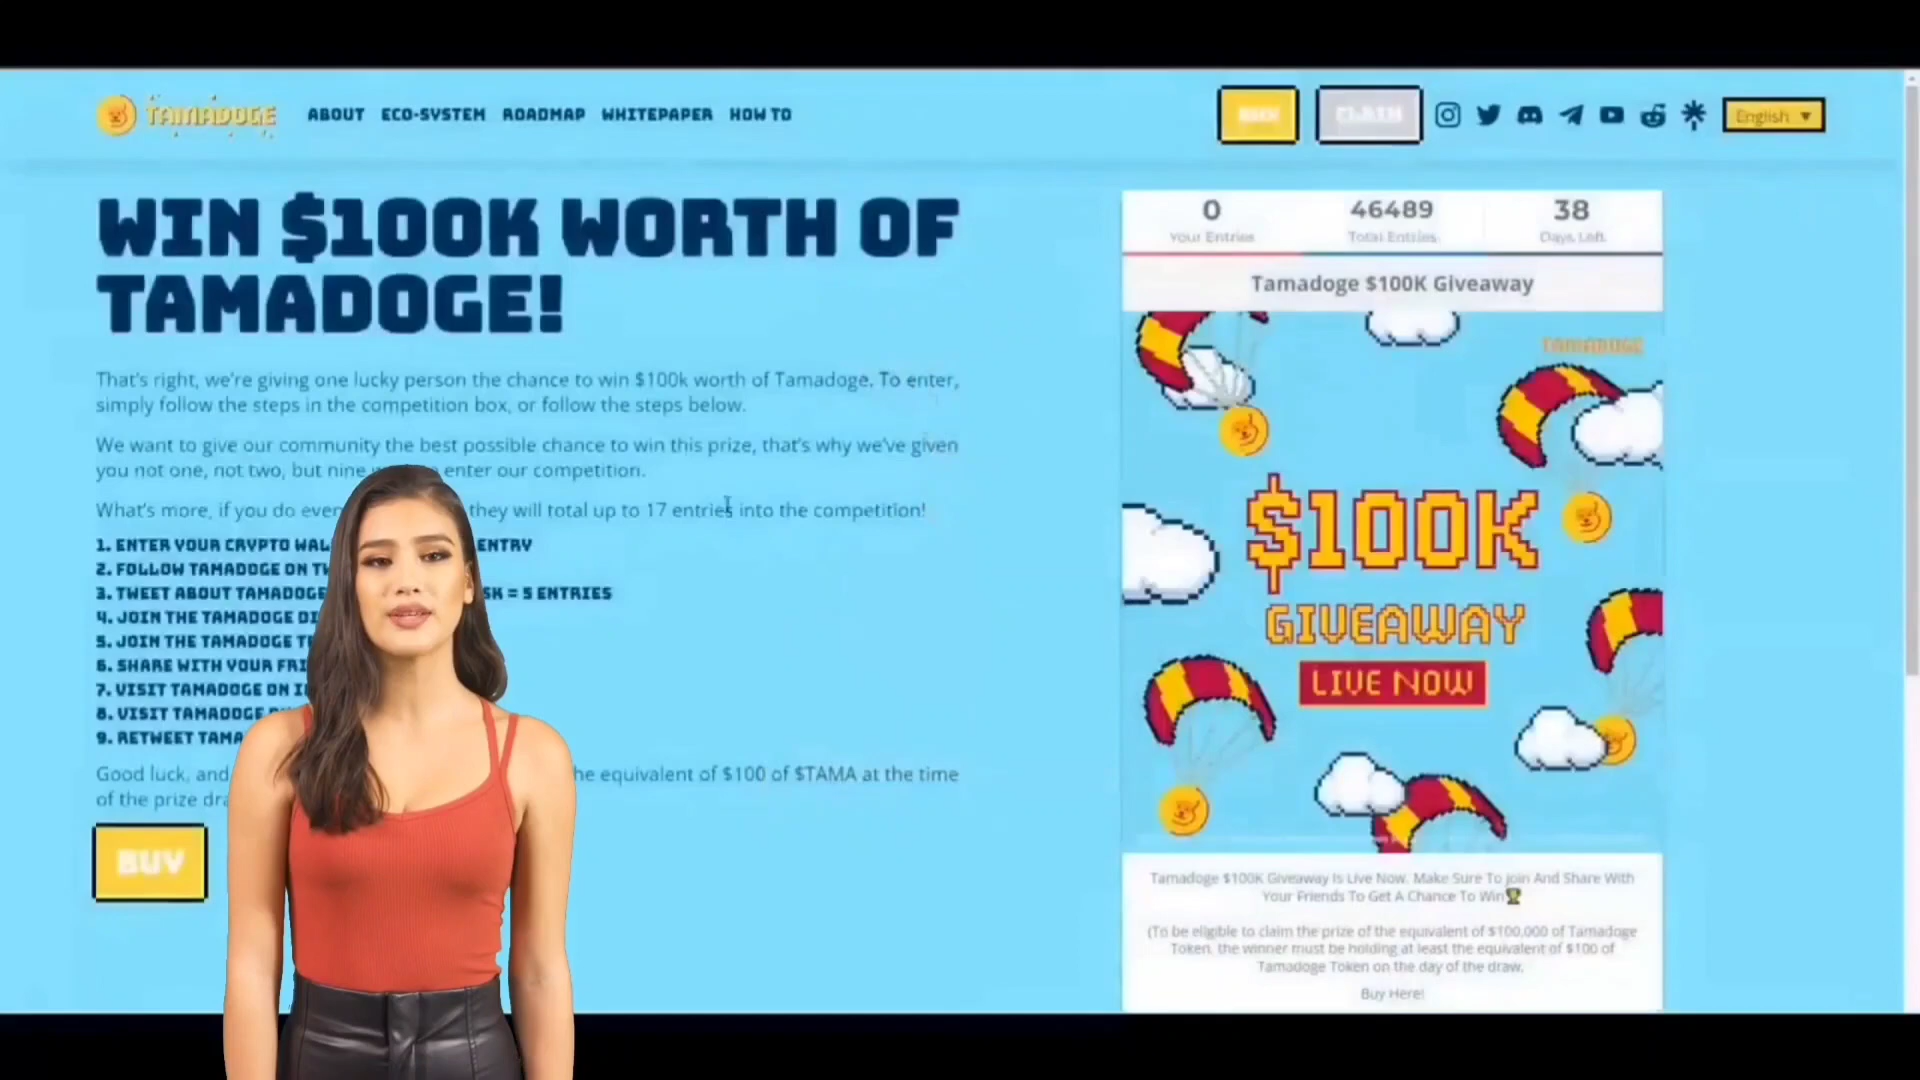 TAMADOGE ABOUT ECO-SYSTEM ROADMAP WHITEPAPER HOW TO CLAIM English
WIN $100K WORTH OF
TAMADOGE!
That's right, we're giving one lucky person the chance to win $100k worth of Tamadoge. To enter,
simply follow the steps in the competition box, or follow the steps below.
We want to give our community the best possible chance to win this prize, that's why we've given
you not one, not two, but nine enter our competition.
What's more, if you do they will total up to 17 entries into the competition!
1. ENTER YOUR CRYPTO ENTRY
2. FOLLOW TAMADOGE ON
3. TWEET ABOUT TAMADOGE = 5 ENTRIES
4. JOIN THE TAMADOGE
5. JOIN THE TAMADOGE
6. SHARE WITH YOUR
7. VISIT TAMADOGE ON
8. VISIT TAMADOGE
9. RETWEET
Good luck, and equivalent of $100 of $TAMA at the time
of the prize
BUY
0 46489 38
Your Entries Total Entries Days Left
Tamadoge $100K Giveaway
TAMADOGE
$100K
GIVEAWAY
LIVE NOW
Tamadoge $100K Giveaway Is Live Now. Make Sure To Join And Share With
Your Friends To Get A Chance To Win🏆
(To be eligible to claim the prize of the equivalent of $100,000 of Tamadoge
Token, the winner must be holding at least the equivalent of $100 of
Tamadoge Token on the day of the draw.
Buy Here!